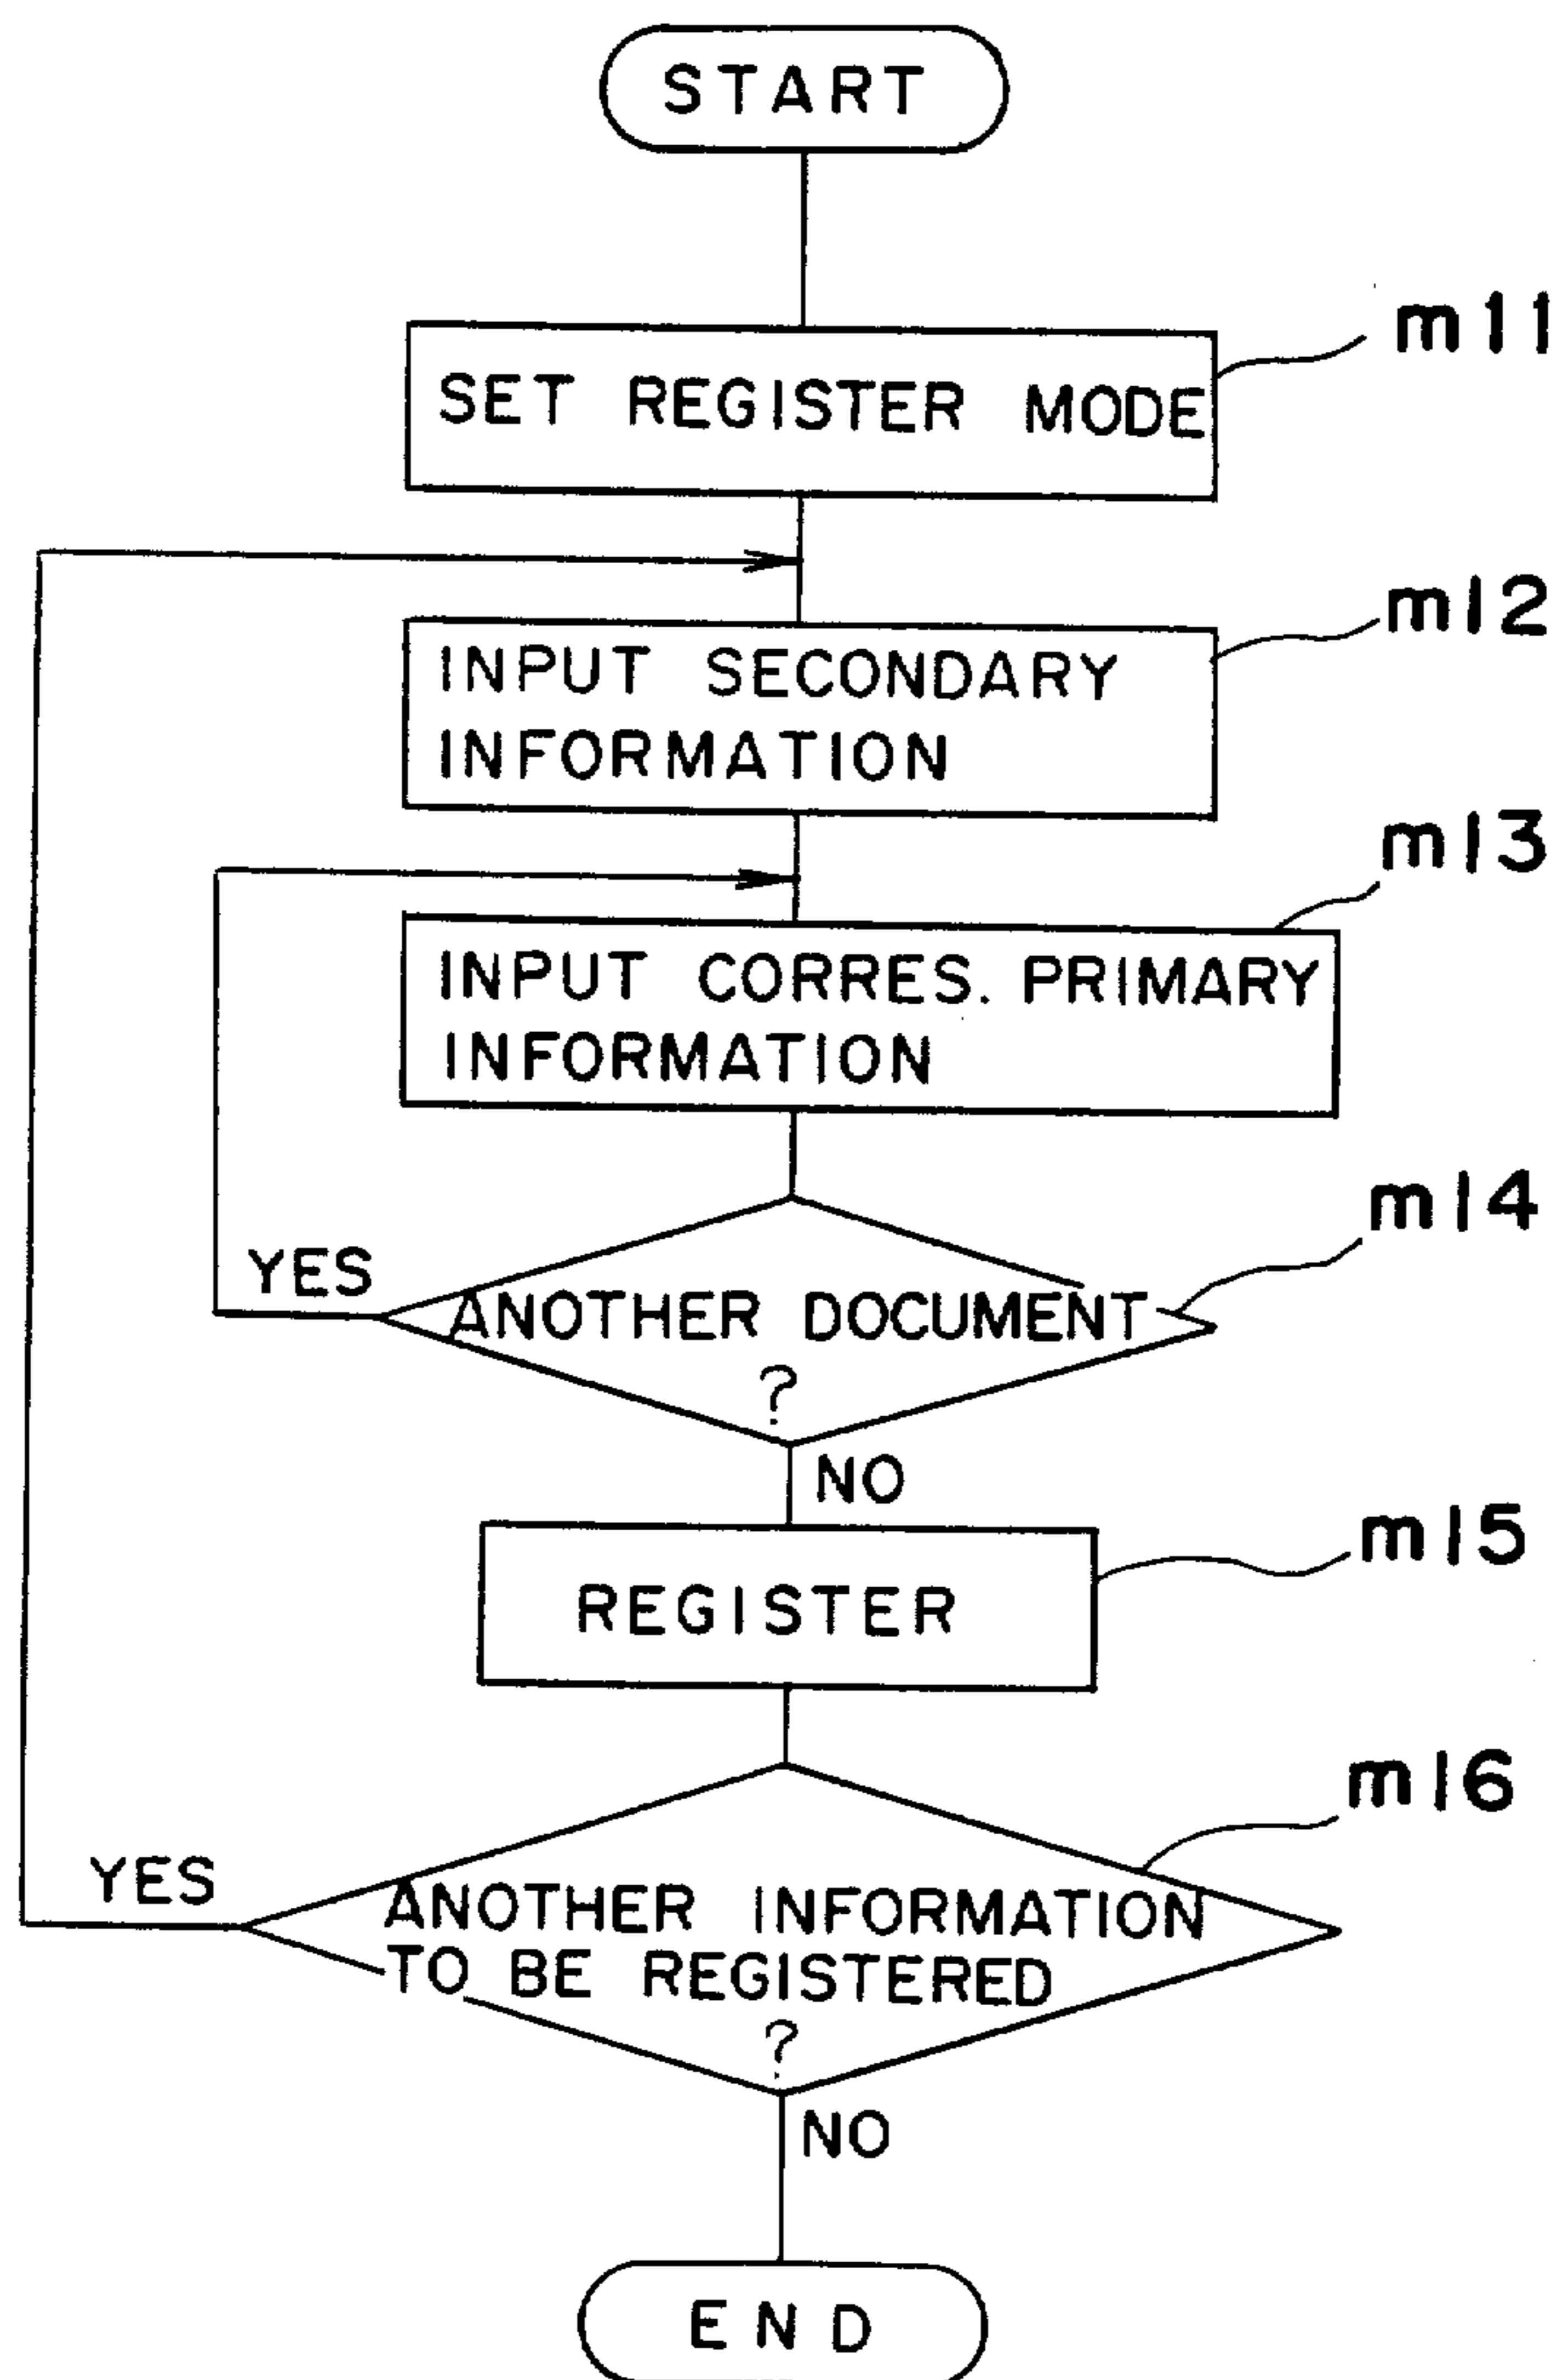 START
m11
SET REGISTER MODE
m12
INPUT SECONDARY
INFORMATION
m13
INPUT CORRES. PRIMARY
INFORMATION
m14
YES
ANOTHER DOCUMENT
?
NO
m15
REGISTER
m16
YES
ANOTHER INFORMATION
TO BE REGISTERED
?
NO
END